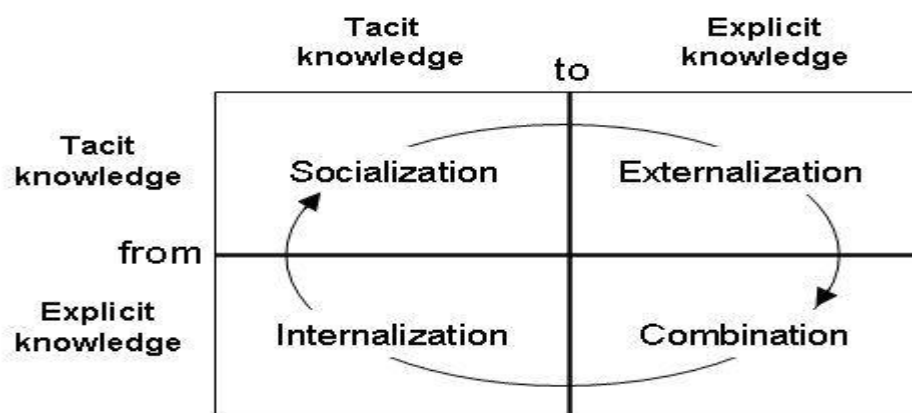 Tacit
knowledge
Explicit
knowledge
to
Tacit
knowledge
Socialization
Externalization
from
Explicit
knowledge
Internalization
Combination